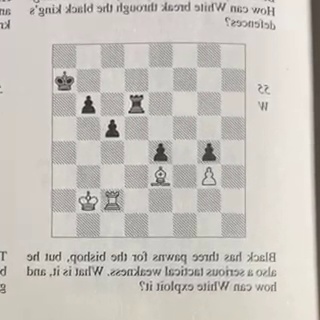 How can White break through the black king's
defences?
55
W
Black has three pawns for the bishop, but he
also a serious tactical weakness. What is it, and
how can White exploit it?